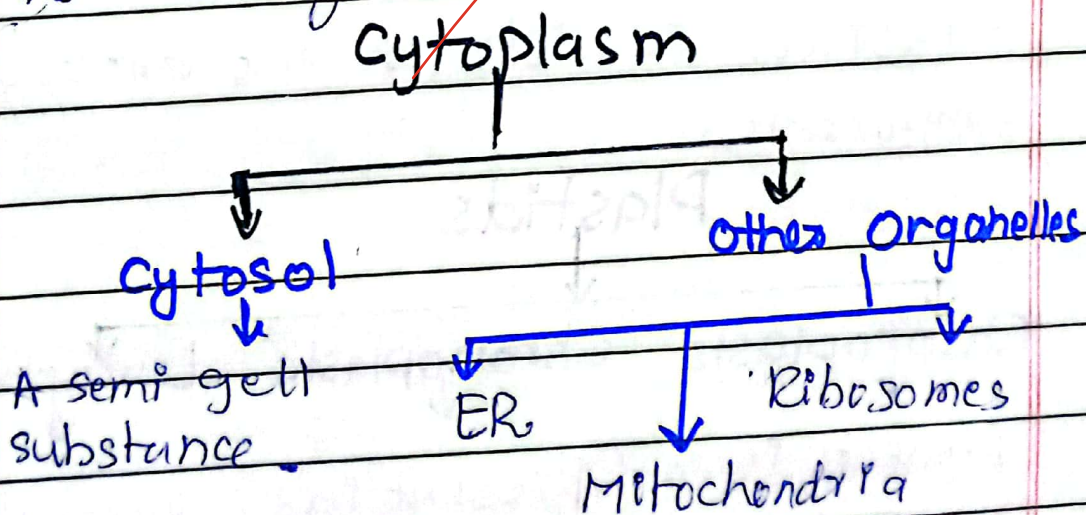 Cytoplasm
Cytosol
Other Organelles
A semi gell
substance.
ER
Ribosomes
Mitochondria